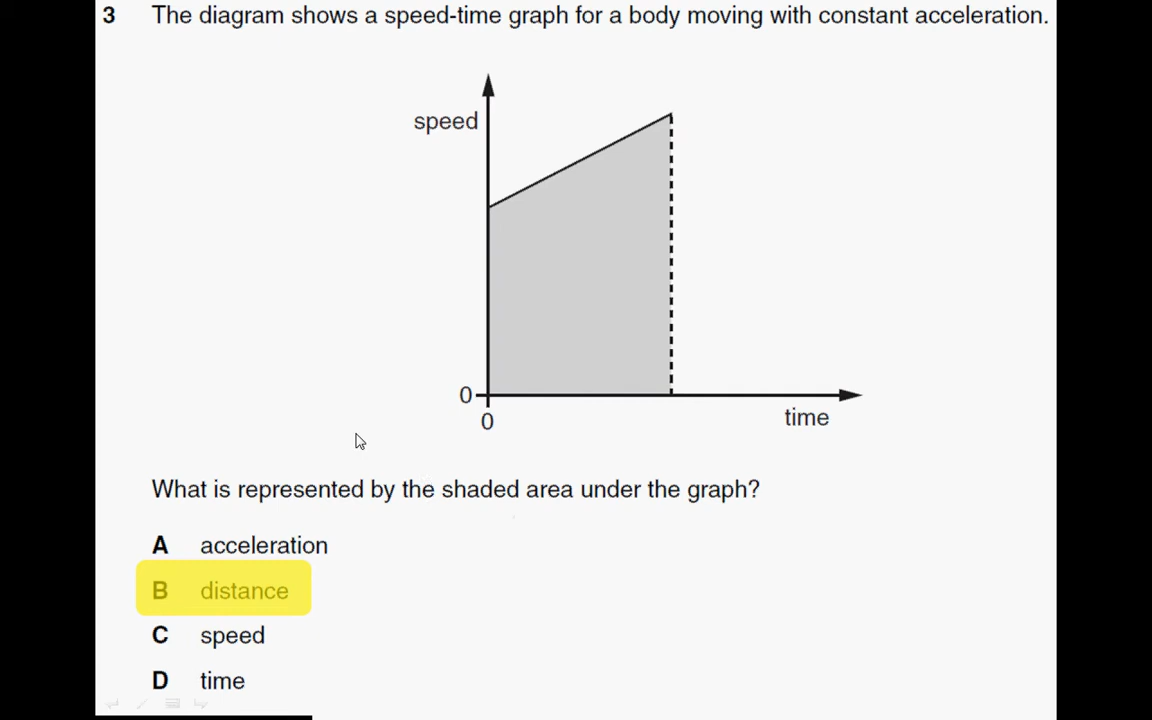 3 The diagram shows a speed-time graph for a body moving with constant acceleration.
speed
0
0
time
What is represented by the shaded area under the graph?
A acceleration
B distance
C speed
D time